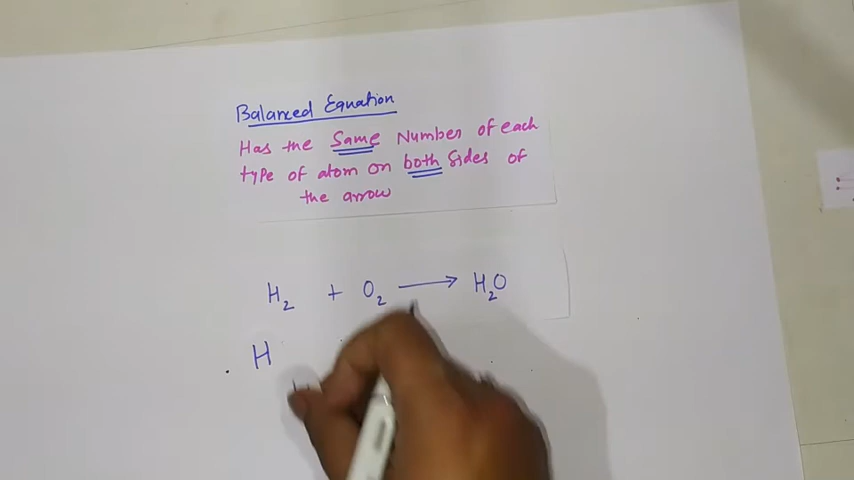 Balanced Equation
Has the Same Number of each
type of atom on both sides of
the arrow
H₂ + O₂ ⟶ H₂O
H